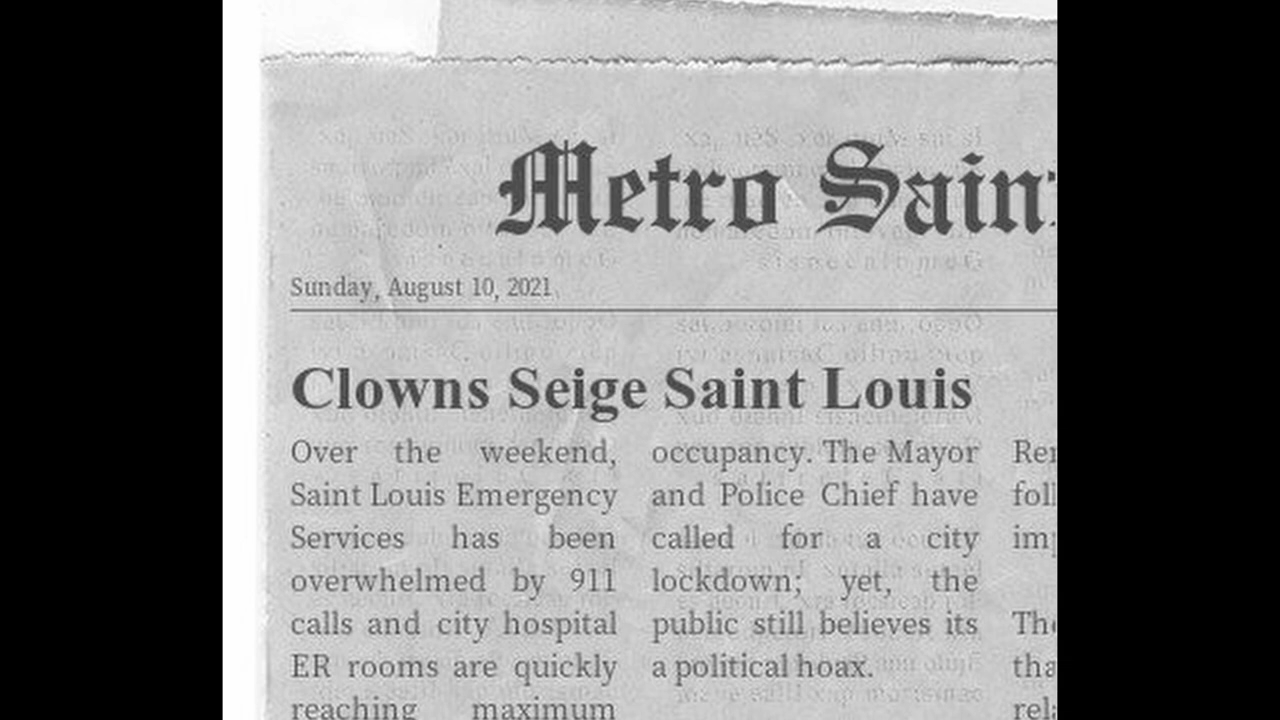 Metro Sain
Sunday, August 10, 2021
Clowns Seige Saint Louis
Over the weekend,
Saint Louis Emergency
Services has been
overwhelmed by 911
calls and city hospital
ER rooms are quickly
reaching maximum
occupancy. The Mayor
and Police Chief have
called for a city
lockdown; yet, the
public still believes its
a political hoax.